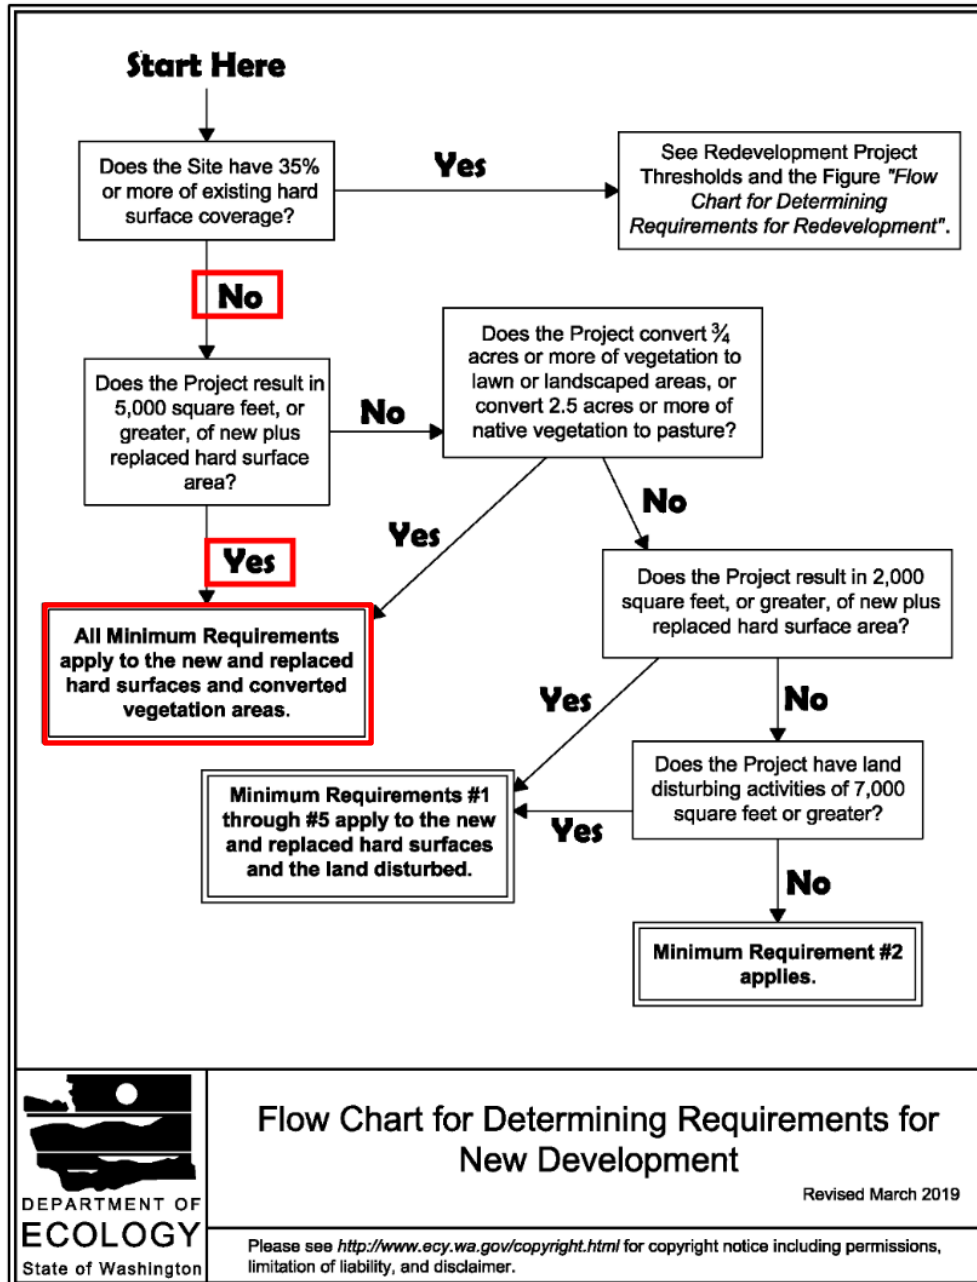 Start Here
Does the Site have 35%
or more of existing hard
surface coverage?
Yes
See Redevelopment Project
Thresholds and the Figure "Flow
Chart for Determining
Requirements for Redevelopment".
No
Does the Project result in
5,000 square feet, or
greater, of new plus
replaced hard surface
area?
No
Does the Project convert ¾
acres or more of vegetation to
lawn or landscaped areas, or
convert 2.5 acres or more of
native vegetation to pasture?
Yes
Yes
No
All Minimum Requirements
apply to the new and replaced
hard surfaces and converted
vegetation areas.
Does the Project result in 2,000
square feet, or greater, of new plus
replaced hard surface area?
Yes
No
Minimum Requirements #1
through #5 apply to the new
and replaced hard surfaces
and the land disturbed.
Yes
Does the Project have land
disturbing activities of 7,000
square feet or greater?
No
Minimum Requirement #2
applies.
DEPARTMENT OF
ECOLOGY
State of Washington
Flow Chart for Determining Requirements for
New Development
Revised March 2019
Please see http://www.ecy.wa.gov/copyright.html for copyright notice including permissions,
limitation of liability, and disclaimer.